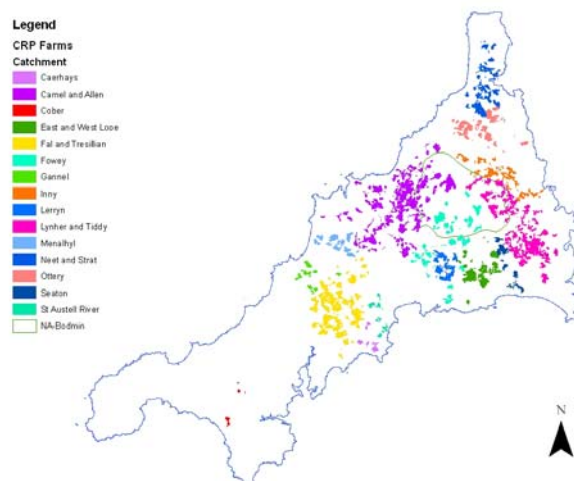 Legend
CRP Farms
Catchment
Caerhays
Camel and Allen
Cober
East and West Looe
Fal and Tresillian
Fowey
Gannel
Inny
Lerryn
Lynher and Tiddy
Menalhyl
Neet and Strat
Ottery
Seaton
St Austell River
NA-Bodmin
N